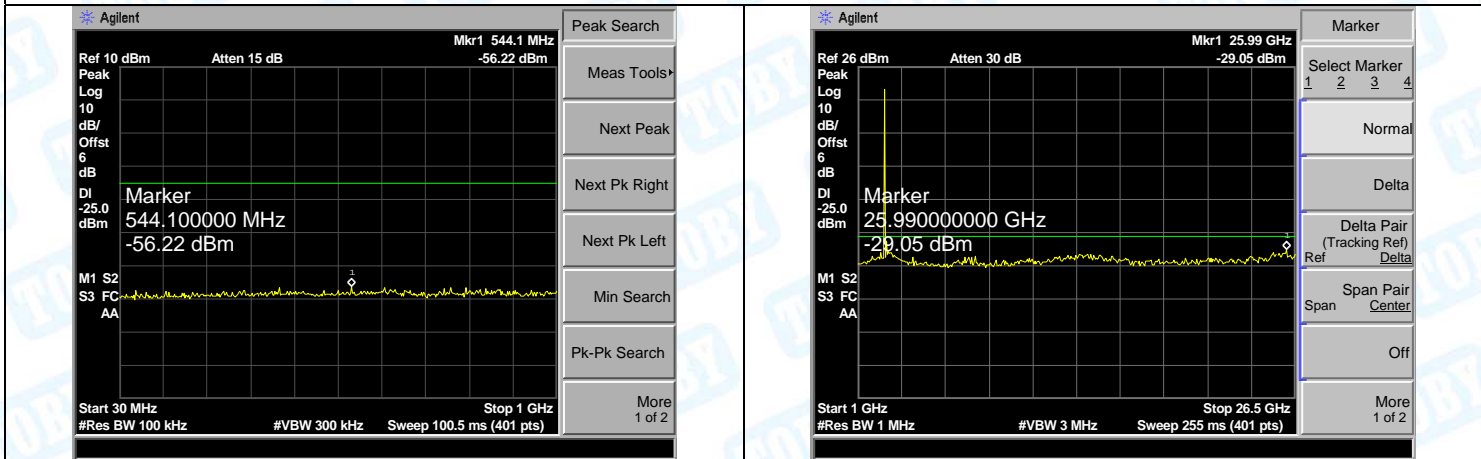 Agilent
Peak Search
Mkr1 544.1 MHz
Ref 10 dBm Atten 15 dB -56.22 dBm
Peak
Log
10
dB/
Offst
6
dB
DI
-25.0
dBm
Marker
544.100000 MHz
-56.22 dBm
1
M1 S2
S3 FC
AA
Start 30 MHz Stop 1 GHz
#Res BW 100 kHz #VBW 300 kHz Sweep 100.5 ms (401 pts)
Meas Tools
Next Peak
Next Pk Right
Next Pk Left
Min Search
Pk-Pk Search
More
1 of 2
Agilent
Marker
Mkr1 25.99 GHz
Ref 26 dBm Atten 30 dB -29.05 dBm
Peak
Log
10
dB/
Offst
6
dB
DI
-25.0
dBm
Marker
25.990000000 GHz
-29.05 dBm
1
M1 S2
S3 FC
AA
Start 1 GHz Stop 26.5 GHz
#Res BW 1 MHz #VBW 3 MHz Sweep 255 ms (401 pts)
Select Marker
1 2 3 4
Normal
Delta
Delta Pair
(Tracking Ref)
Ref Delta
Span Pair
Span Center
Off
More
1 of 2
TOBY
TOBY
TOBY
TOBY